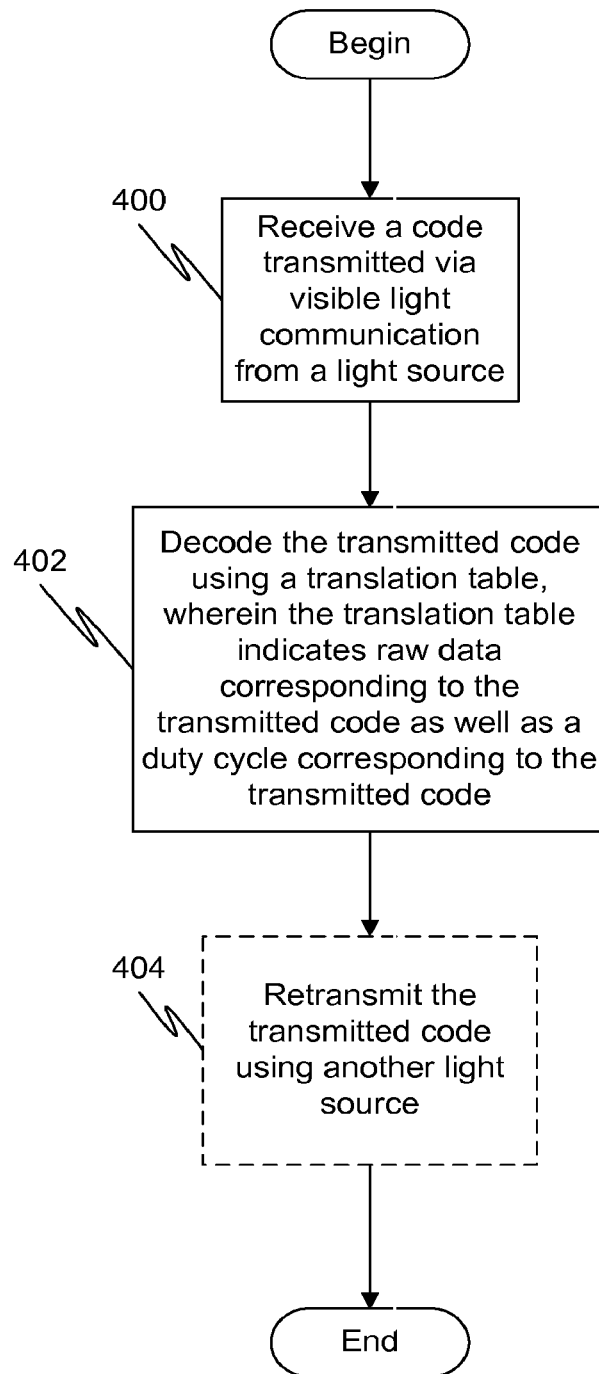 Begin
400
Receive a code
transmitted via
visible light
communication
from a light source
402
Decode the transmitted code
using a translation table,
wherein the translation table
indicates raw data
corresponding to the
transmitted code as well as a
duty cycle corresponding to the
transmitted code
404
Retransmit the
transmitted code
using another light
source
End